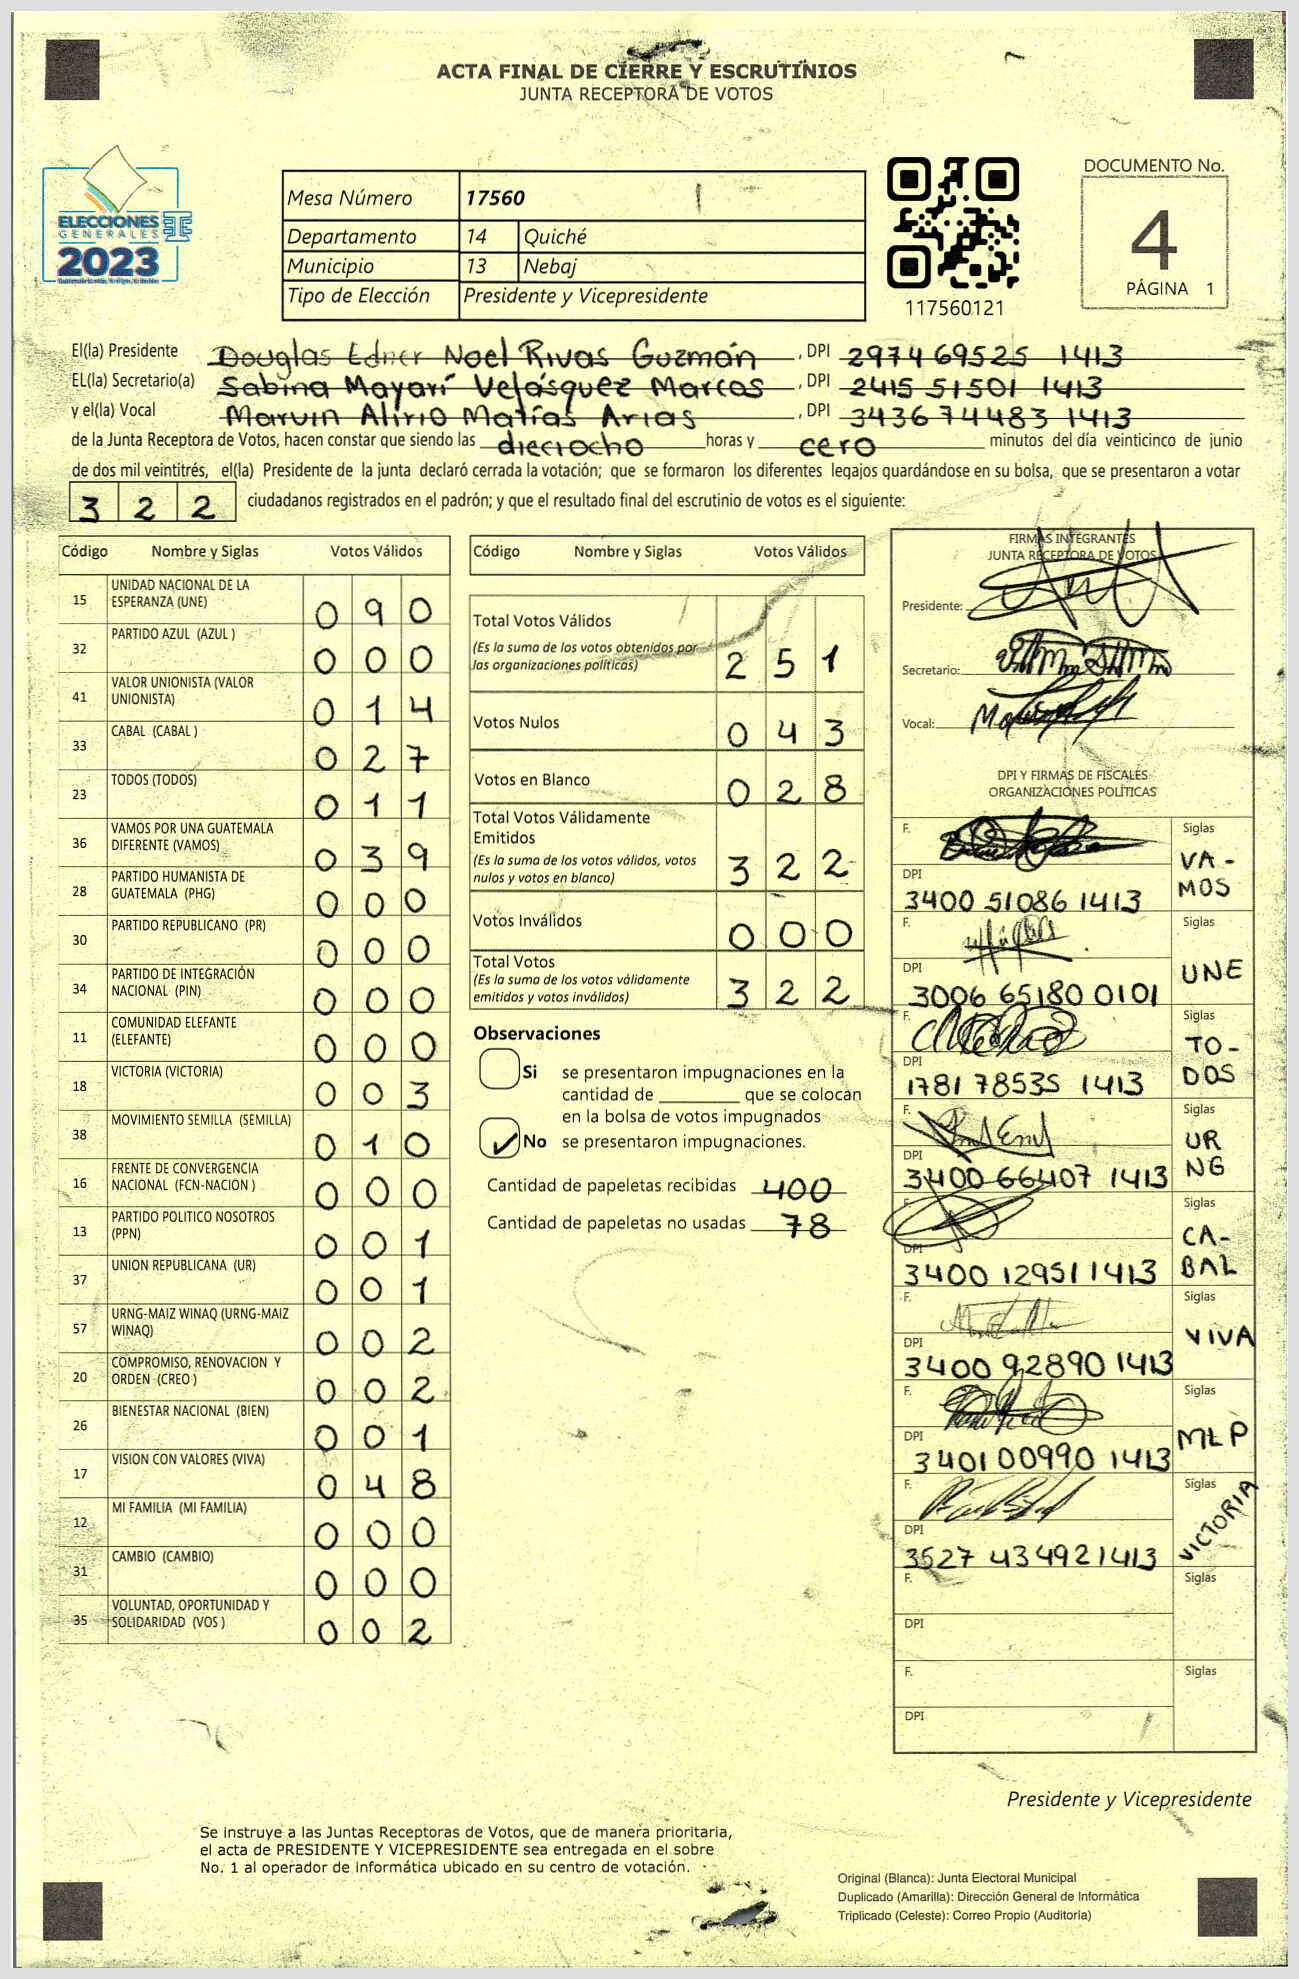 ACTA FINAL DE CIERRE Y ESCRUTINIOS
JUNTA RECEPTORA DE VOTOS
ELECCIONES
GENERALES
2023
Mesa Número 17560
Departamento 14 Quiché
Municipio 13 Nebaj
Tipo de Elección Presidente y Vicepresidente
117560121
DOCUMENTO No.
4
PÁGINA 1
El(la) Presidente Douglas Edner Noel Rivas Guzmán, DPI 2974 69525 1413
EL(la) Secretario(a) Sabina Mayarí Velásquez Marcos, DPI 2415 51501 1413
y el(la) Vocal Marvin Alirio Matías Arias, DPI 3436 74483 1413
de la Junta Receptora de Votos, hacen constar que siendo las dieciocho horas y cero minutos del día veinticinco de junio
de dos mil veintitrés, el(la) Presidente de la junta declaró cerrada la votación; que se formaron los diferentes legajos guardándose en su bolsa, que se presentaron a votar
3 2 2 ciudadanos registrados en el padrón; y que el resultado final del escrutinio de votos es el siguiente:
Código Nombre y Siglas Votos Válidos
15 UNIDAD NACIONAL DE LA
ESPERANZA (UNE) 0 9 0
32 PARTIDO AZUL (AZUL ) 0 0 0
41 VALOR UNIONISTA (VALOR
UNIONISTA) 0 1 4
33 CABAL (CABAL ) 0 2 7
23 TODOS (TODOS) 0 1 1
36 VAMOS POR UNA GUATEMALA
DIFERENTE (VAMOS) 0 3 9
28 PARTIDO HUMANISTA DE
GUATEMALA (PHG) 0 0 0
30 PARTIDO REPUBLICANO (PR) 0 0 0
34 PARTIDO DE INTEGRACIÓN
NACIONAL (PIN) 0 0 0
11 COMUNIDAD ELEFANTE
(ELEFANTE) 0 0 0
18 VICTORIA (VICTORIA) 0 0 3
38 MOVIMIENTO SEMILLA (SEMILLA) 0 1 0
16 FRENTE DE CONVERGENCIA
NACIONAL (FCN-NACION ) 0 0 0
13 PARTIDO POLITICO NOSOTROS
(PPN) 0 0 1
37 UNION REPUBLICANA (UR) 0 0 1
57 URNG-MAIZ WINAQ (URNG-MAIZ
WINAQ) 0 0 2
20 COMPROMISO, RENOVACION Y
ORDEN (CREO ) 0 0 2
26 BIENESTAR NACIONAL (BIEN) 0 0 1
17 VISION CON VALORES (VIVA) 0 4 8
12 MI FAMILIA (MI FAMILIA) 0 0 0
31 CAMBIO (CAMBIO) 0 0 0
35 VOLUNTAD, OPORTUNIDAD Y
SOLIDARIDAD (VOS ) 0 0 2
Código Nombre y Siglas Votos Válidos
Total Votos Válidos
(Es la suma de los votos obtenidos por
las organizaciones políticas) 2 5 1
Votos Nulos 0 4 3
Votos en Blanco 0 2 8
Total Votos Válidamente
Emitidos
(Es la suma de los votos válidos, votos
nulos y votos en blanco) 3 2 2
Votos Inválidos 0 0 0
Total Votos
(Es la suma de los votos válidamente
emitidos y votos inválidos) 3 2 2
Observaciones
Si se presentaron impugnaciones en la
cantidad de ________ que se colocan
en la bolsa de votos impugnados
No se presentaron impugnaciones.
Cantidad de papeletas recibidas 400
Cantidad de papeletas no usadas 78
FIRMAS INTEGRANTES
JUNTA RECEPTORA DE VOTOS
Presidente:
Secretario:
Vocal:
DPI Y FIRMAS DE FISCALES
ORGANIZACIONES POLÍTICAS
F. Siglas
VA-
MOS
DPI
3400 51086 1413
F. Siglas
UNE
DPI
3006 65180 0101
F. Siglas
TO-
DOS
DPI
1781 78535 1413
F. Siglas
UR
NG
DPI
3400 66407 1413
F. Siglas
CA-
BAL
DPI
3400 12951 1413
F. Siglas
VIVA
DPI
3400 92890 1413
F. Siglas
MLP
DPI
3401 00990 1413
F. Siglas
VICTORIA
DPI
3527 43492 1413
F. Siglas
DPI
F. Siglas
DPI
Presidente y Vicepresidente
Se instruye a las Juntas Receptoras de Votos, que de manera prioritaria,
el acta de PRESIDENTE Y VICEPRESIDENTE sea entregada en el sobre
No. 1 al operador de informática ubicado en su centro de votación.
Original (Blanca): Junta Electoral Municipal
Duplicado (Amarilla): Dirección General de Informática
Triplicado (Celeste): Correo Propio (Auditoria)